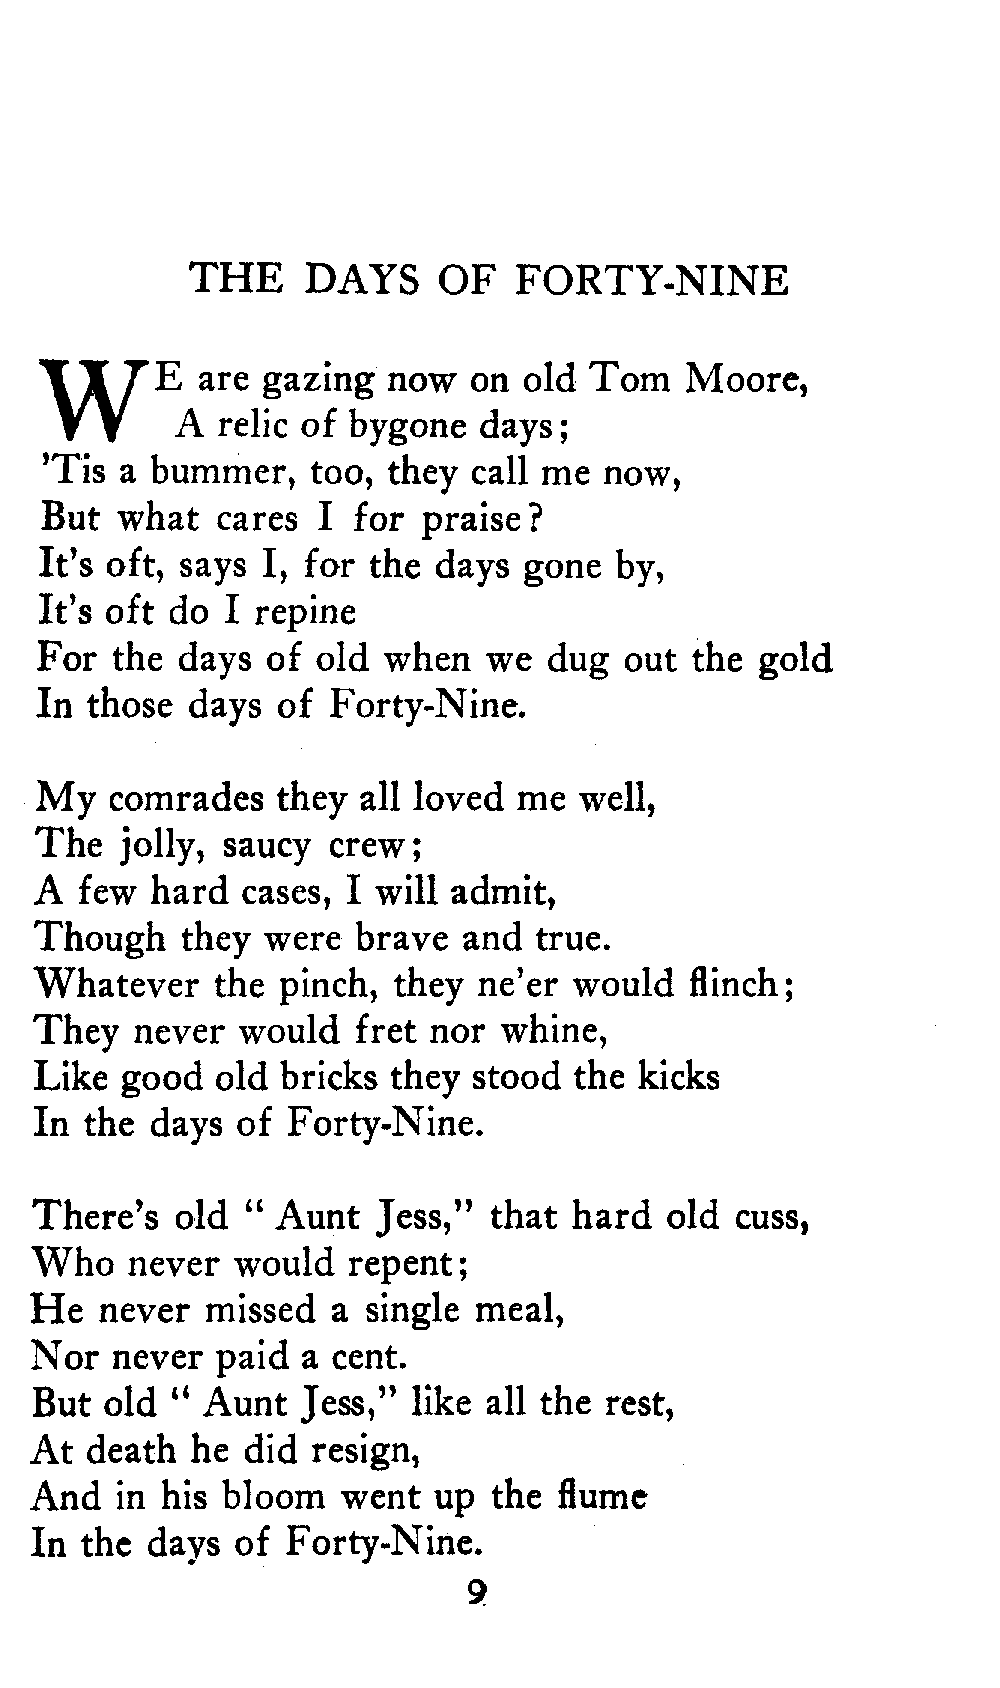 THE DAYS OF FORTY-NINE
WE are gazing now on old Tom Moore,
A relic of bygone days;
'Tis a bummer, too, they call me now,
But what cares I for praise?
It's oft, says I, for the days gone by,
It's oft do I repine
For the days of old when we dug out the gold
In those days of Forty-Nine.
My comrades they all loved me well,
The jolly, saucy crew;
A few hard cases, I will admit,
Though they were brave and true.
Whatever the pinch, they ne'er would flinch;
They never would fret nor whine,
Like good old bricks they stood the kicks
In the days of Forty-Nine.
There's old " Aunt Jess," that hard old cuss,
Who never would repent;
He never missed a single meal,
Nor never paid a cent.
But old " Aunt Jess," like all the rest,
At death he did resign,
And in his bloom went up the flume
In the days of Forty-Nine.
9